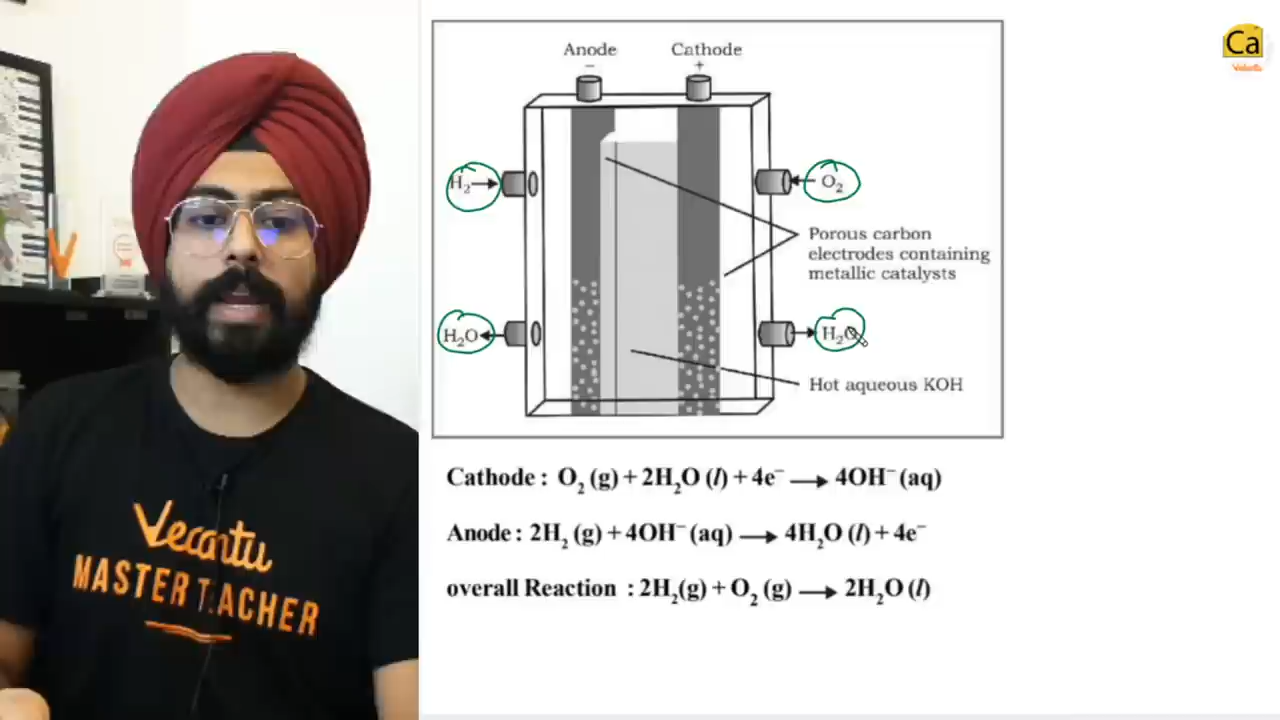 Anode
−
Cathode
+
H₂
O₂
Porous carbon
electrodes containing
metallic catalysts
H₂O
H₂O
Hot aqueous KOH
Cathode : O₂ (g) + 2H₂O (l) + 4e⁻ ⟶ 4OH⁻ (aq)
Anode : 2H₂ (g) + 4OH⁻ (aq) ⟶ 4H₂O (l) + 4e⁻
overall Reaction : 2H₂(g) + O₂ (g) ⟶ 2H₂O (l)
Vedantu
MASTER TEACHER
Ca
Vedantu